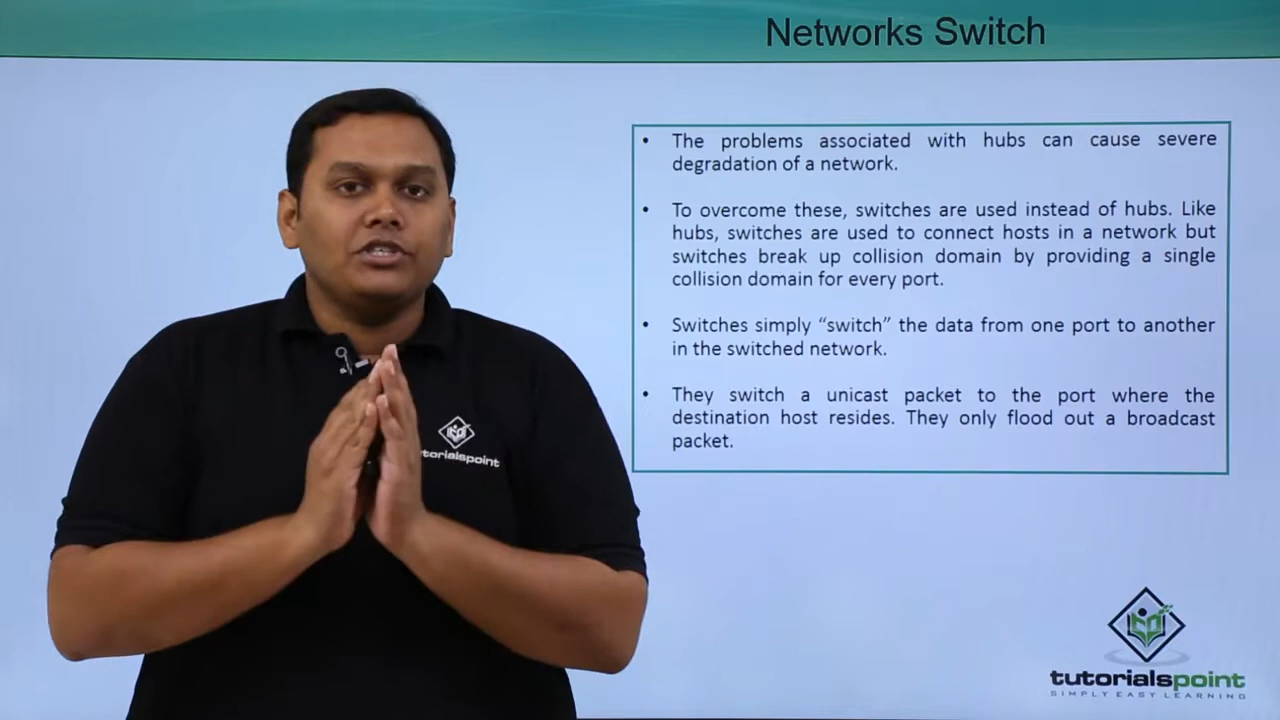 Networks Switch
• The problems associated with hubs can cause severe
degradation of a network.
• To overcome these, switches are used instead of hubs. Like
hubs, switches are used to connect hosts in a network but
switches break up collision domain by providing a single
collision domain for every port.
• Switches simply “switch” the data from one port to another
in the switched network.
• They switch a unicast packet to the port where the
destination host resides. They only flood out a broadcast
packet.
torialspoint
tutorialspoint
SIMPLY EASY LEARNING